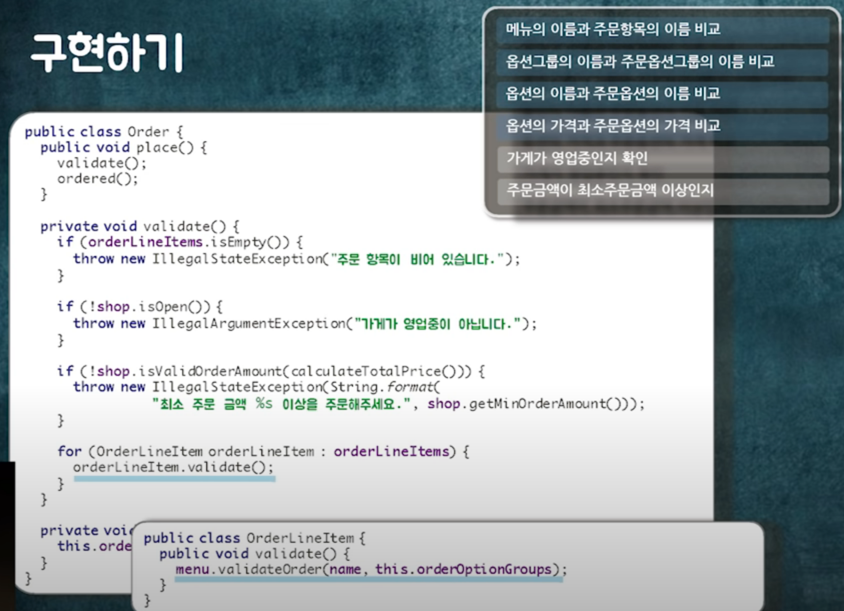 구현하기
메뉴의 이름과 주문항목의 이름 비교
옵션그룹의 이름과 주문옵션그룹의 이름 비교
옵션의 이름과 주문옵션의 이름 비교
옵션의 가격과 주문옵션의 가격 비교
가게가 영업중인지 확인
주문금액이 최소주문금액 이상인지
public class Order {
public void place() {
validate();
ordered();
}
private void validate() {
if (orderLineItems.isEmpty()) {
throw new IllegalStateException("주문 항목이 비어 있습니다.");
}
if (!shop.isOpen()) {
throw new IllegalArgumentException("가게가 영업중이 아닙니다.");
}
if (!shop.isValidOrderAmount(calculateTotalPrice())) {
throw new IllegalStateException(String.format(
"최소 주문 금액 %s 이상을 주문해주세요.", shop.getMinOrderAmount()));
}
for (OrderLineItem orderLineItem : orderLineItems) {
orderLineItem.validate();
}
}
private
this.orde
}
}
public class OrderLineItem {
public void validate() {
menu.validateOrder(name, this.orderOptionGroups);
}
}